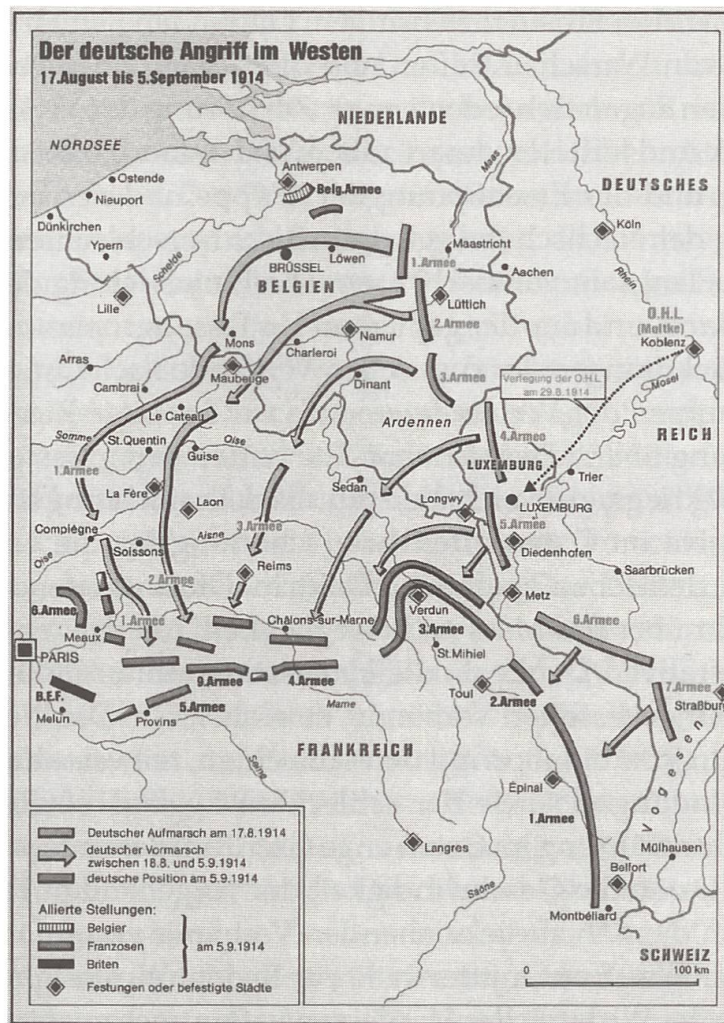 Der deutsche Angriff im Westen
17.August bis 5.September 1914
NIEDERLANDE
NORDSEE
Antwerpen
Maas
Ostende
Belg.Armee
DEUTSCHES
Nieuport
Dünkirchen
Köln
Ypern
Schelde
Löwen
Maastricht
BRÜSSEL
1.Armee
Aachen
Rhein
BELGIEN
Lille
Lüttich
O.H.L.
(Moltke)
2.Armee
Koblenz
Mons
Namur
Charleroi
Arras
Maubeuge
3.Armee
Verlegung der O.H.L.
am 29.8.1914
Dinant
Mosel
Cambrai
Le Cateau
Ardennen
Somme
Oise
4.Armee
REICH
St.Quentin
Guise
1.Armee
LUXEMBURG
Trier
Sedan
La Fère
Laon
Longwy
LUXEMBURG
3.Armee
5.Armee
Compiègne
Aisne
Diedenhofen
Oise
Soissons
Reims
Saarbrücken
2.Armee
Metz
6.Armee
Verdun
1.Armee
Châlons-sur-Marne
6.Armee
Meaux
3.Armee
St.Mihiel
PARIS
7.Armee
Toul
Straßburg
9.Armee
4.Armee
2.Armee
B.E.F.
5.Armee
Melun
Provins
Marne
FRANKREICH
Seine
Vogesen
Épinal
1.Armee
Deutscher Aufmarsch am 17.8.1914
deutscher Vormarsch
zwischen 18.8. und 5.9.1914
Langres
Mülhausen
deutsche Position am 5.9.1914
Belfort
Saône
Allierte Stellungen:
Montbéliard
Belgier
Franzosen
am 5.9.1914
Briten
SCHWEIZ
Festungen oder befestigte Städte
0
100 km